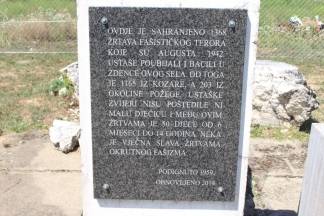 OVDJE JE SAHRANJENO 1368
ŽRTAVA FAŠISTIČKOG TERORA
KOJE SU AUGUSTA 1942
USTAŠE POUBIJALI I BACILI U
ZDENCE OVOG SELA. OD TOGA
JE 1165 IZ KOZARE, A 203 IZ
OKOLINE POŽEGE. USTAŠKE
ZVIJERI NISU POŠTEDILE NI
MALU DJEČICU I MEĐU OVIM
ŽRTVAMA JE 50 DJECE OD 6
MJESECI DO 14 GODINA. NEKA
JE VJEČNA SLAVA ŽRTVAMA
OKRUTNOG FAŠIZMA.
PODIGNUTO 1959.
OBNOVLJENO 2014.